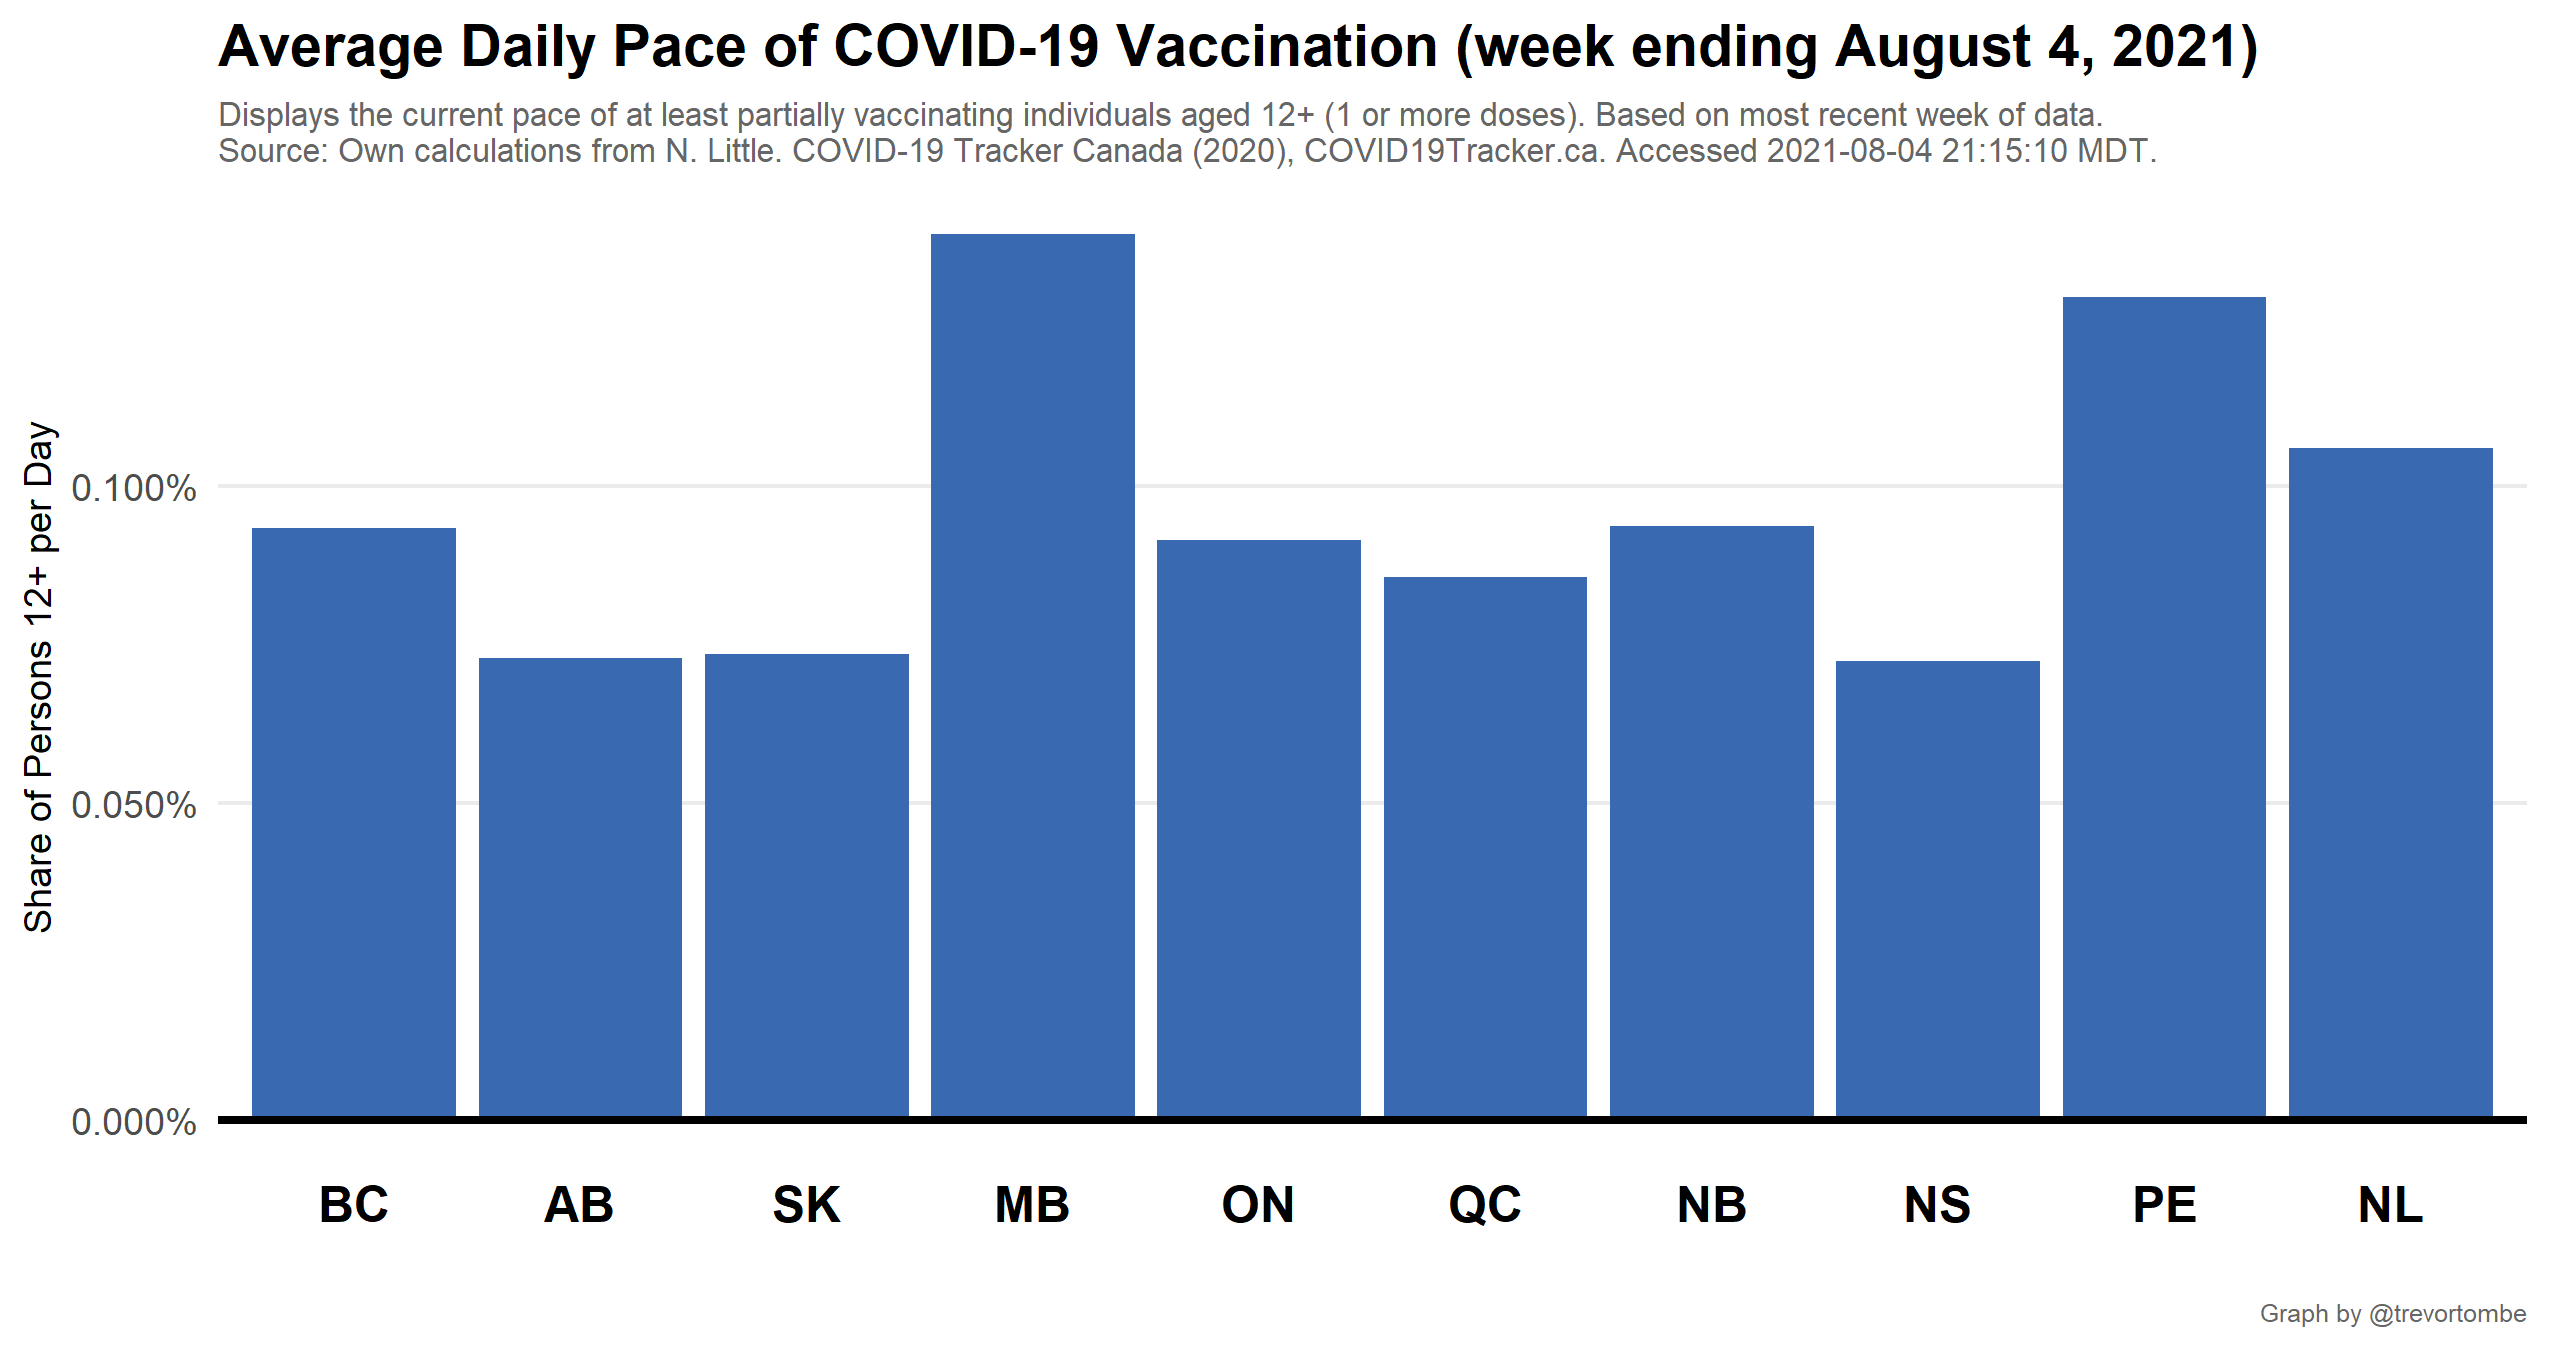 Average Daily Pace of COVID-19 Vaccination (week ending August 4, 2021)
Displays the current pace of at least partially vaccinating individuals aged 12+ (1 or more doses). Based on most recent week of data.
Source: Own calculations from N. Little. COVID-19 Tracker Canada (2020), COVID19Tracker.ca. Accessed 2021-08-04 21:15:10 MDT.
Share of Persons 12+ per Day
0.100%
0.050%
0.000%
BC AB SK MB ON QC NB NS PE NL
Graph by @trevortombe